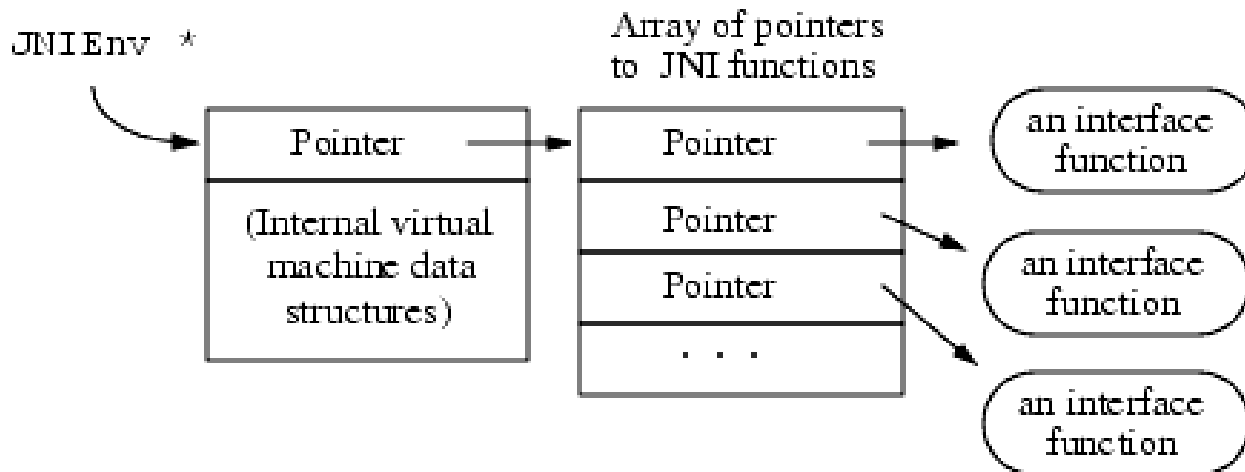 JNIEnv *
Array of pointers
to JNI functions
Pointer
(Internal virtual
machine data
structures)
Pointer
Pointer
Pointer
. . .
an interface
function
an interface
function
an interface
function